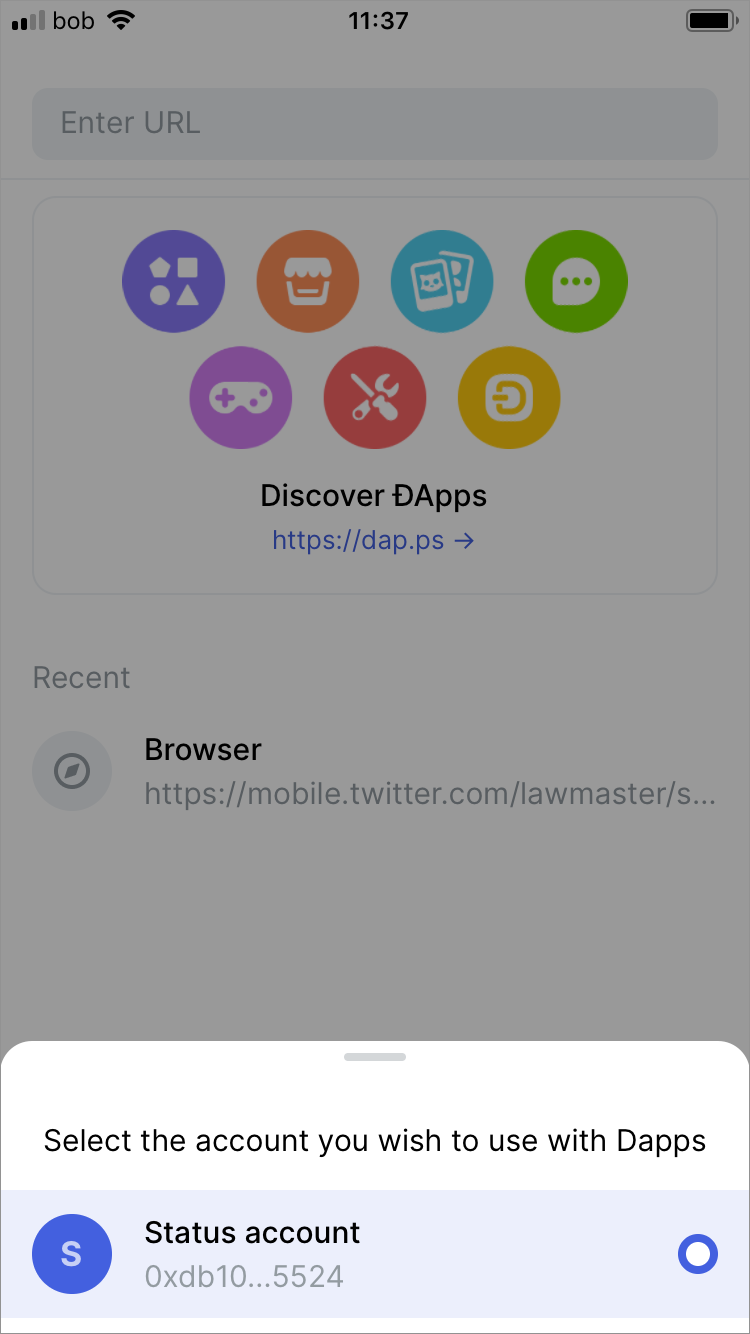 bob
11:37
Enter URL
Discover ĐApps
https://dap.ps →
Recent
Browser
https://mobile.twitter.com/lawmaster/s...
Select the account you wish to use with Dapps
S
Status account
0xdb10...5524